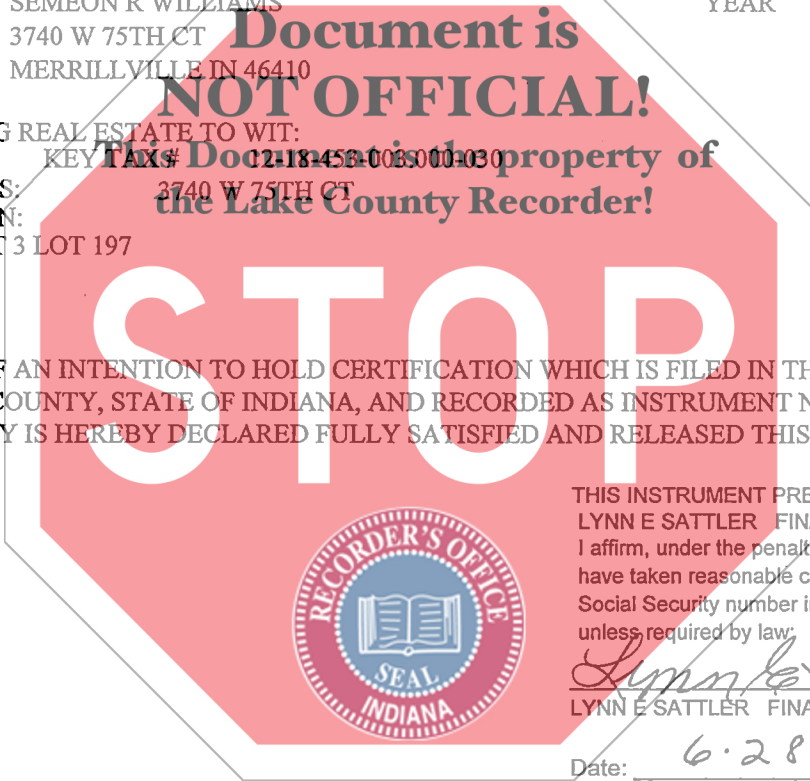 SEMEON R WILLIAMS YEAR
3740 W 75TH CT
Document is
MERRILLVILLE IN 46410
NOT OFFICIAL!
G REAL ESTATE TO WIT:
KEY TAX # 12-18-453-003.000-030
This Document is the property of
S: 3740 W 75TH CT
the Lake County Recorder!
N:
T 3 LOT 197
STOP
F AN INTENTION TO HOLD CERTIFICATION WHICH IS FILED IN TH
COUNTY, STATE OF INDIANA, AND RECORDED AS INSTRUMENT N
Y IS HEREBY DECLARED FULLY SATISFIED AND RELEASED THIS
THIS INSTRUMENT PRE
LYNN E SATTLER FINA
I affirm, under the penalt
have taken reasonable c
Social Security number i
unless required by law;
RECORDER'S OFFICE
SEAL
INDIANA
LYNN E SATTLER FINA
Date: 6·28